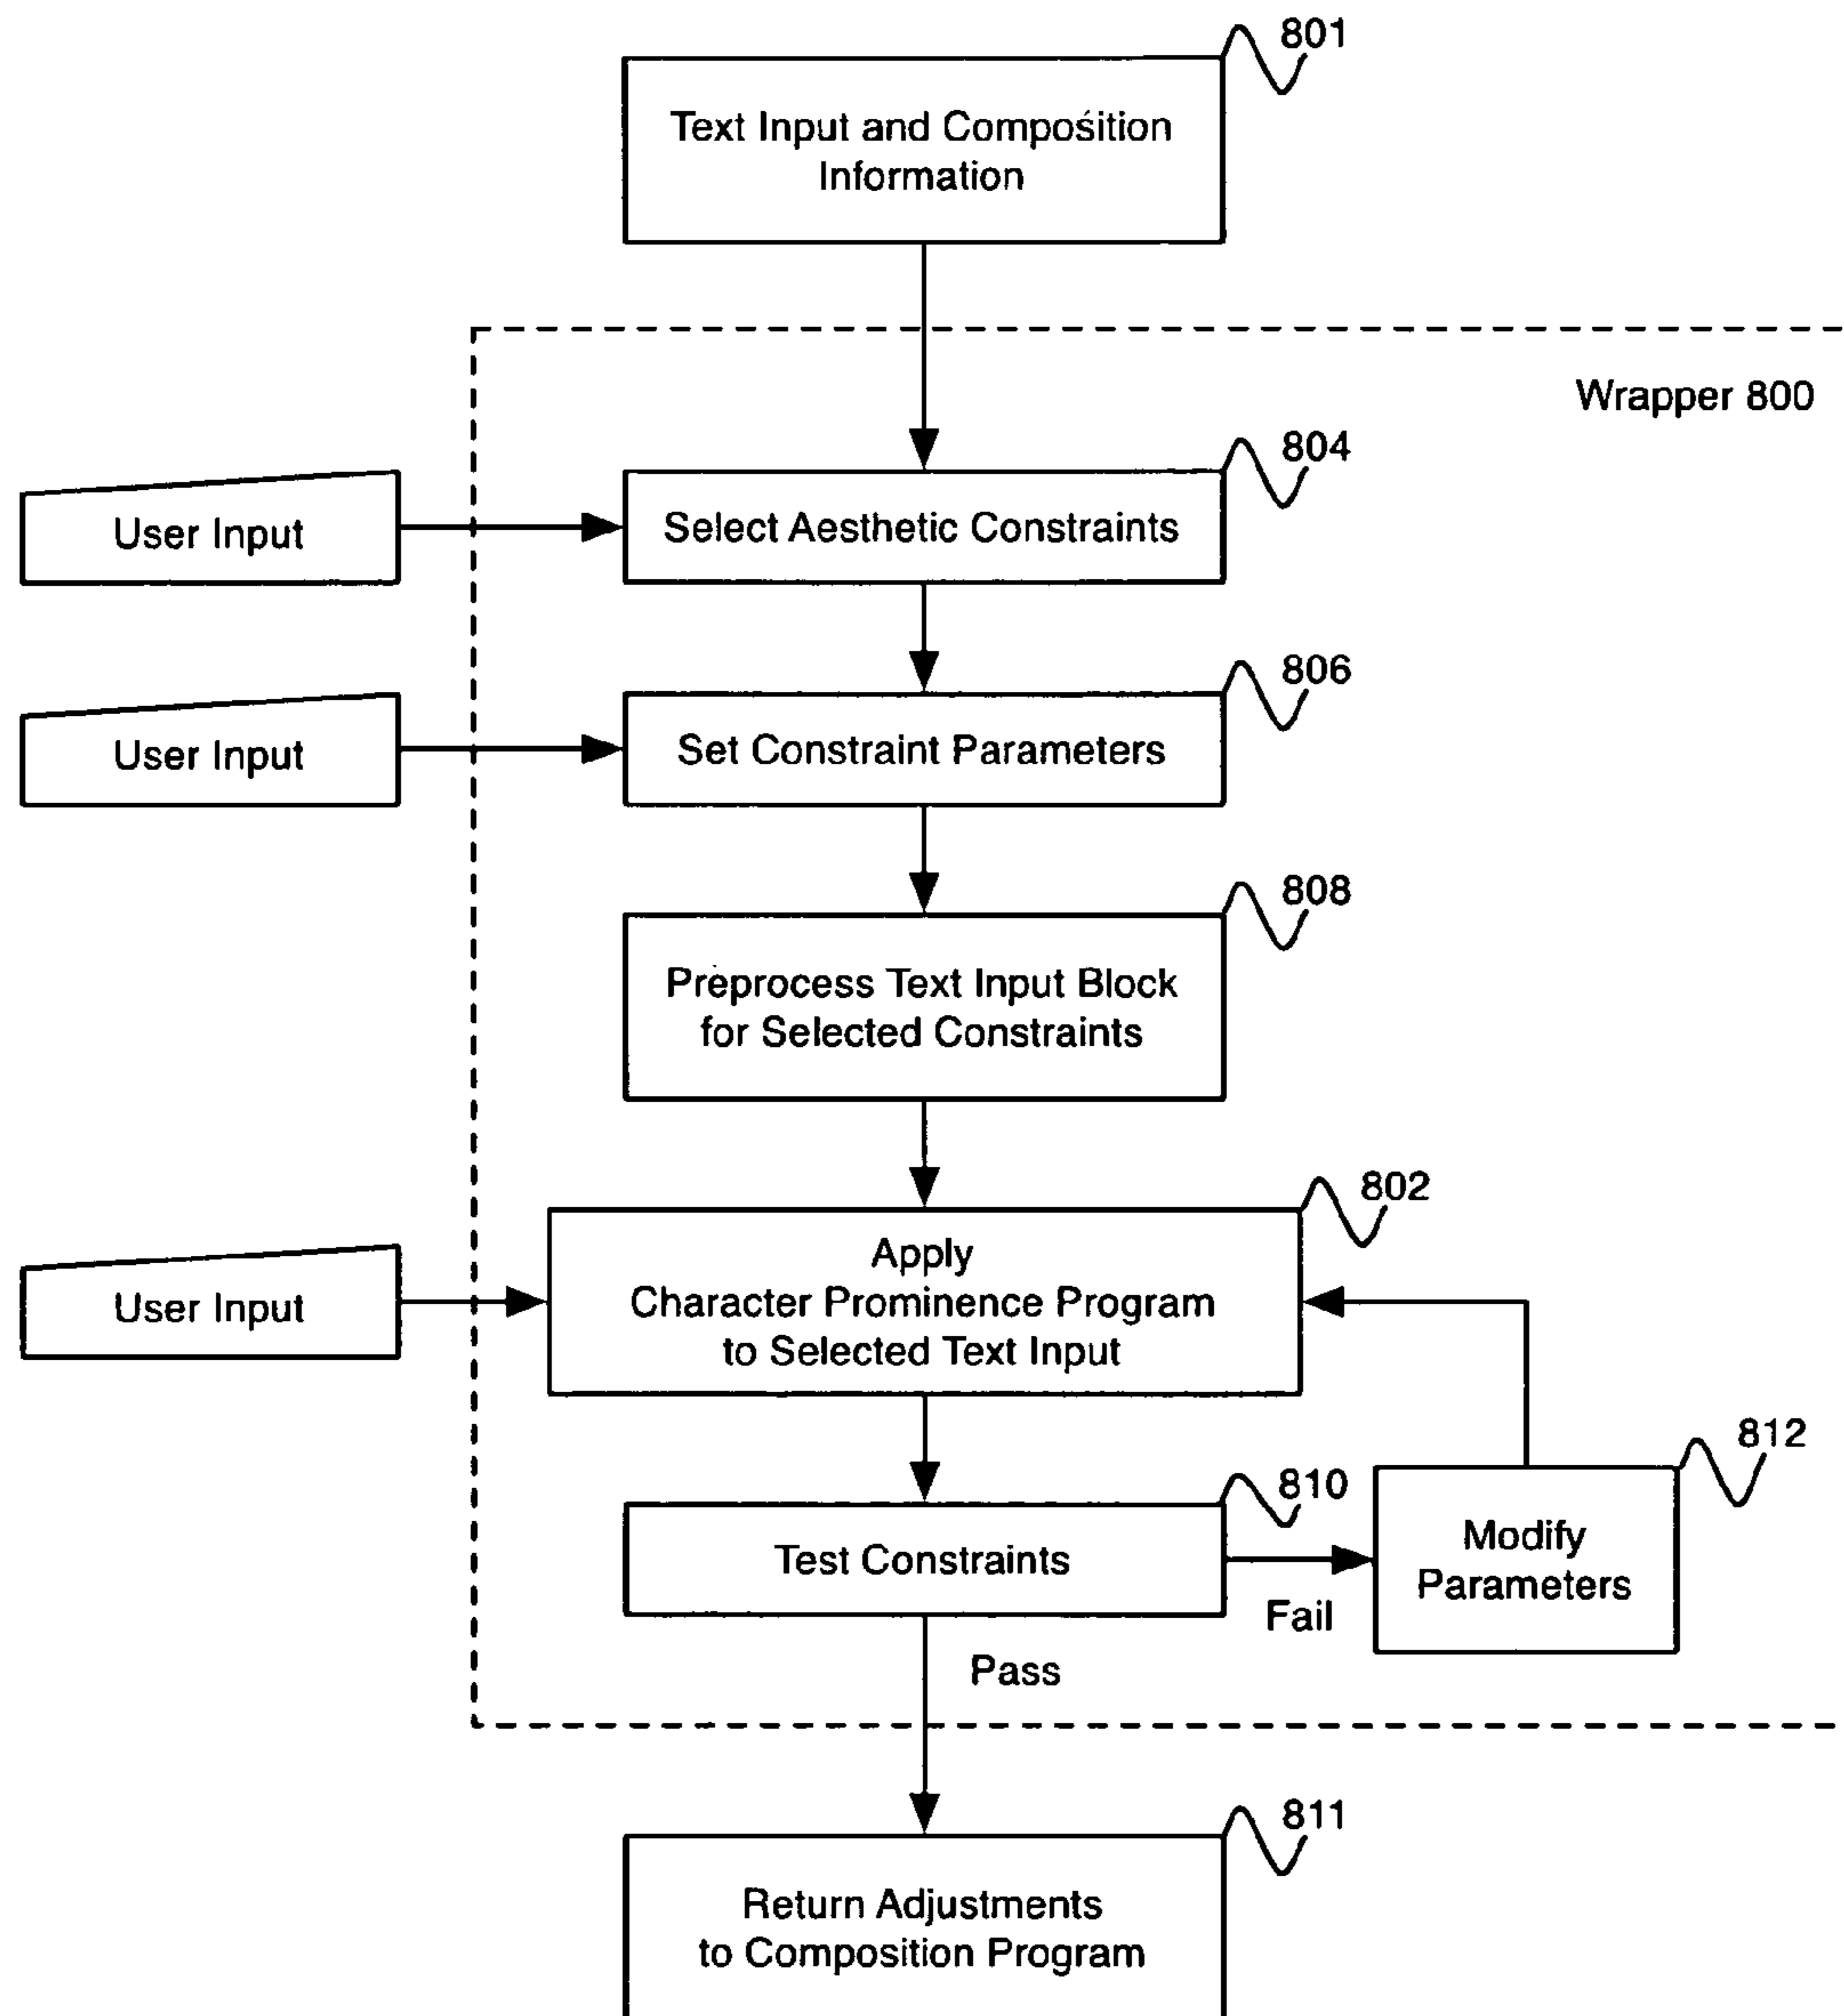 801
Text Input and Composition
Information
Wrapper 800
804
User Input
Select Aesthetic Constraints
806
User Input
Set Constraint Parameters
808
Preprocess Text Input Block
for Selected Constraints
802
Apply
Character Prominence Program
to Selected Text Input
User Input
812
810
Test Constraints
Modify
Parameters
Fail
Pass
811
Return Adjustments
to Composition Program